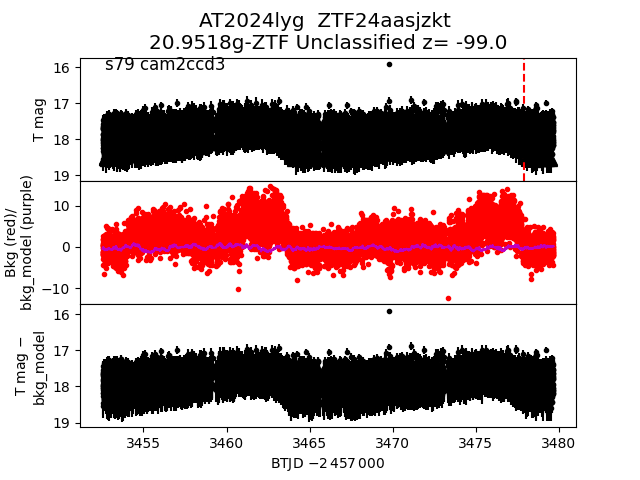 AT2024lyg  ZTF24aasjzkt
20.9518g-ZTF Unclassified z= -99.0
s79 cam2ccd3
16
17
18
19
T mag
10
0
−10
Bkg (red)/
bkg_model (purple)
16
17
18
19
T mag −
bkg_model
3455 3460 3465 3470 3475 3480
BTJD −2 457 000